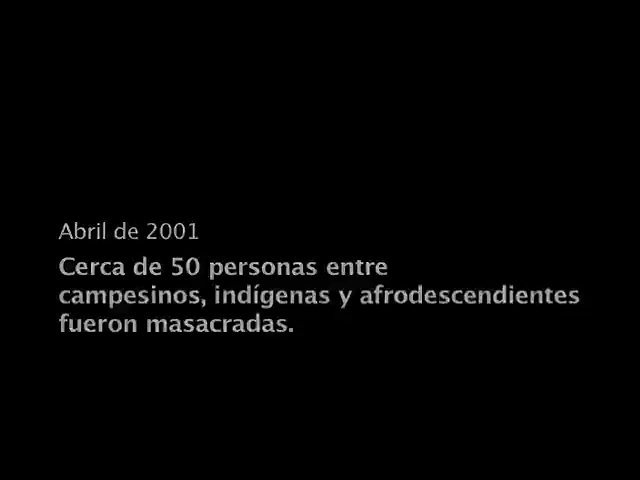 Abril de 2001
Cerca de 50 personas entre
campesinos, indígenas y afrodescendientes
fueron masacradas.